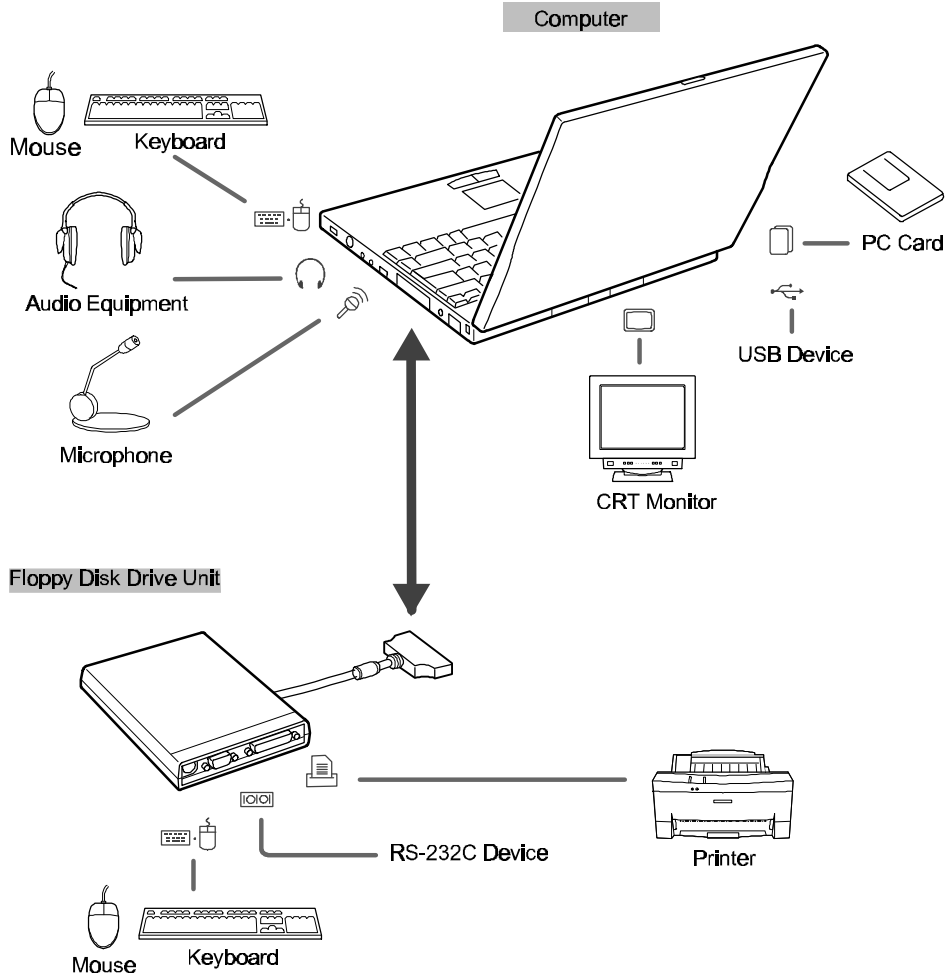 Computer
Mouse
Keyboard
Audio Equipment
Microphone
PC Card
USB Device
CRT Monitor
Floppy Disk Drive Unit
RS-232C Device
Printer
Mouse
Keyboard